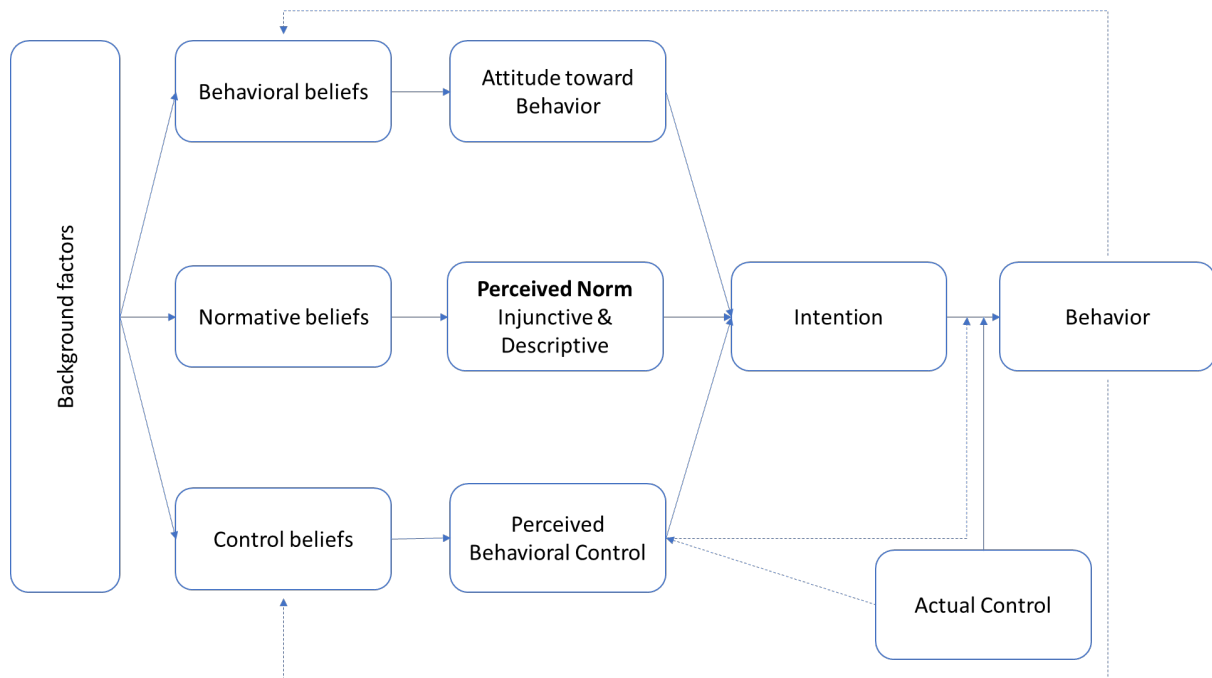 Background factors
Behavioral beliefs
Attitude toward
Behavior
Normative beliefs
Perceived Norm
Injunctive &
Descriptive
Intention
Behavior
Control beliefs
Perceived
Behavioral Control
Actual Control